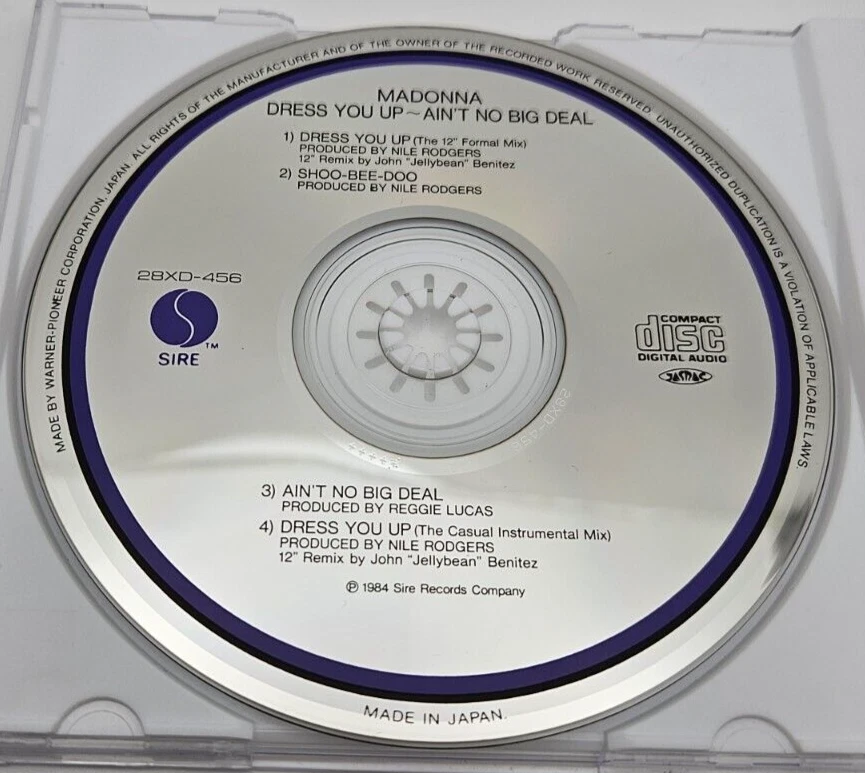 MADE BY WARNER-PIONEER CORPORATION, JAPAN. ALL RIGHTS OF THE MANUFACTURER AND OF THE OWNER OF THE RECORDED WORK RESERVED. UNAUTHORIZED DUPLICATION IS A VIOLATION OF APPLICABLE LAWS.
MADONNA
DRESS YOU UP~AIN'T NO BIG DEAL
1) DRESS YOU UP (The 12" Formal Mix)
PRODUCED BY NILE RODGERS
12" Remix by John "Jellybean" Benitez
2) SHOO-BEE-DOO
PRODUCED BY NILE RODGERS
28XD-456
SIRE™
COMPACT
disc
DIGITAL AUDIO
JASRAC
28XD-456
3) AIN'T NO BIG DEAL
PRODUCED BY REGGIE LUCAS
4) DRESS YOU UP (The Casual Instrumental Mix)
PRODUCED BY NILE RODGERS
12" Remix by John "Jellybean" Benitez
Ⓟ 1984 Sire Records Company
MADE IN JAPAN.